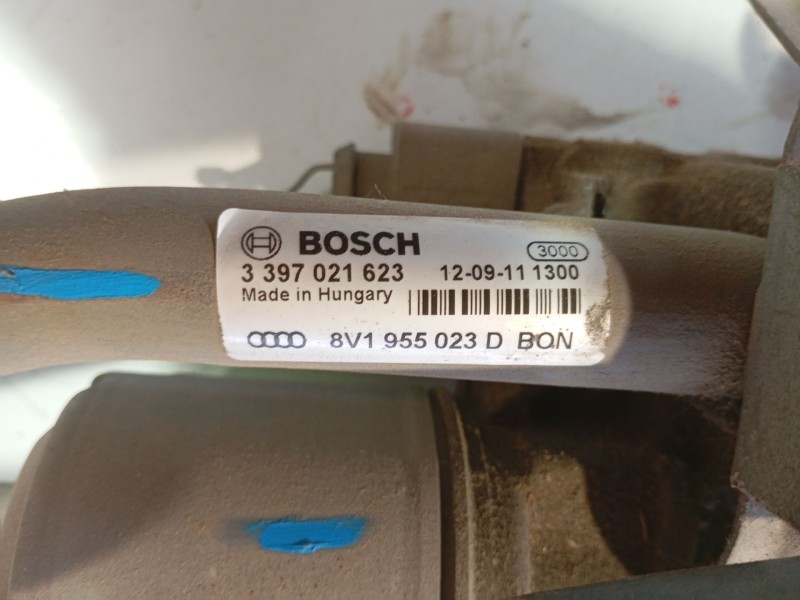 BOSCH 3000
3 397 021 623 12-09-11 1300
Made in Hungary
8V1 955 023 D BON